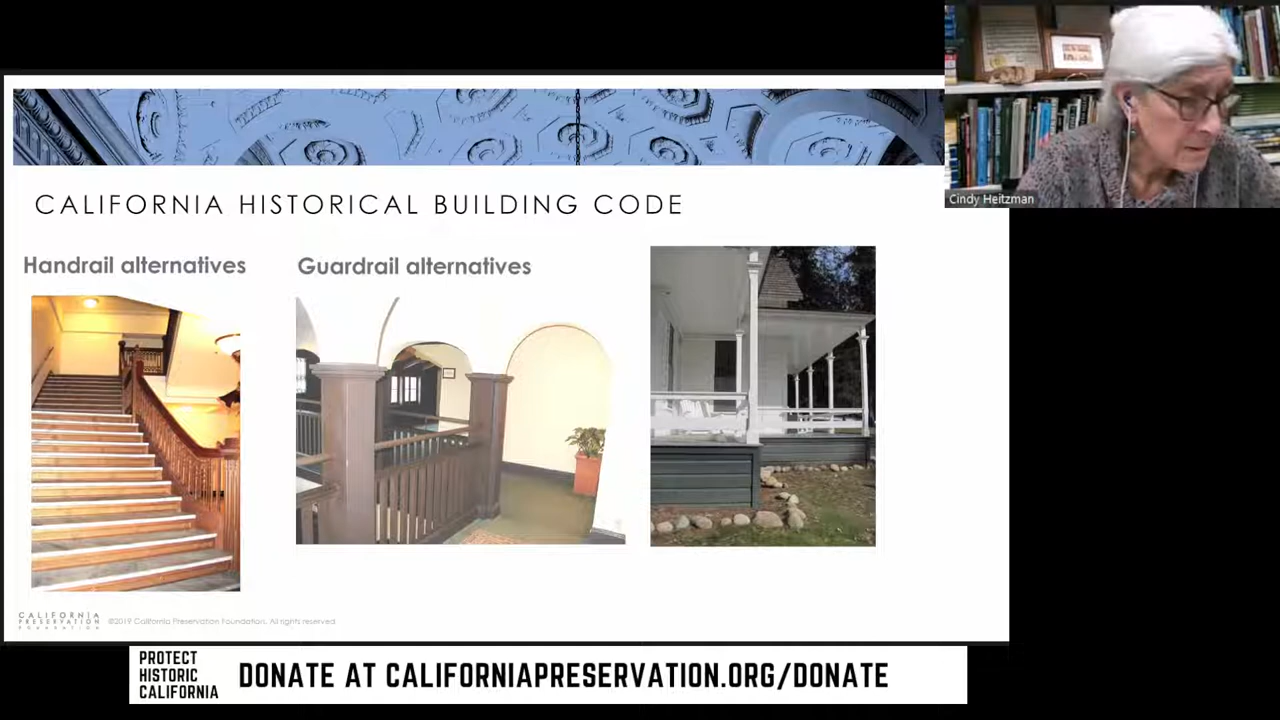 Cindy Heitzman
CALIFORNIA HISTORICAL BUILDING CODE
Handrail alternatives
Guardrail alternatives
CALIFORNIA
PRESERVATION
FOUNDATION
©2019 California Preservation Foundation. All rights reserved.
PROTECT
HISTORIC
CALIFORNIA
DONATE AT CALIFORNIAPRESERVATION.ORG/DONATE